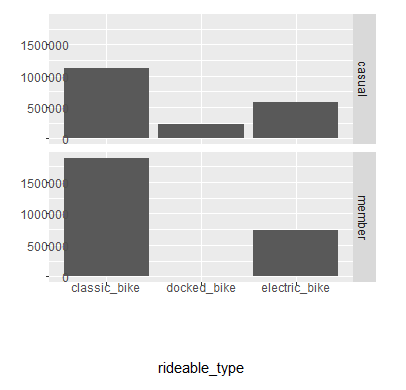 1500000
1000000
500000
0
casual
1500000
1000000
500000
0
member
classic_bike docked_bike electric_bike
rideable_type